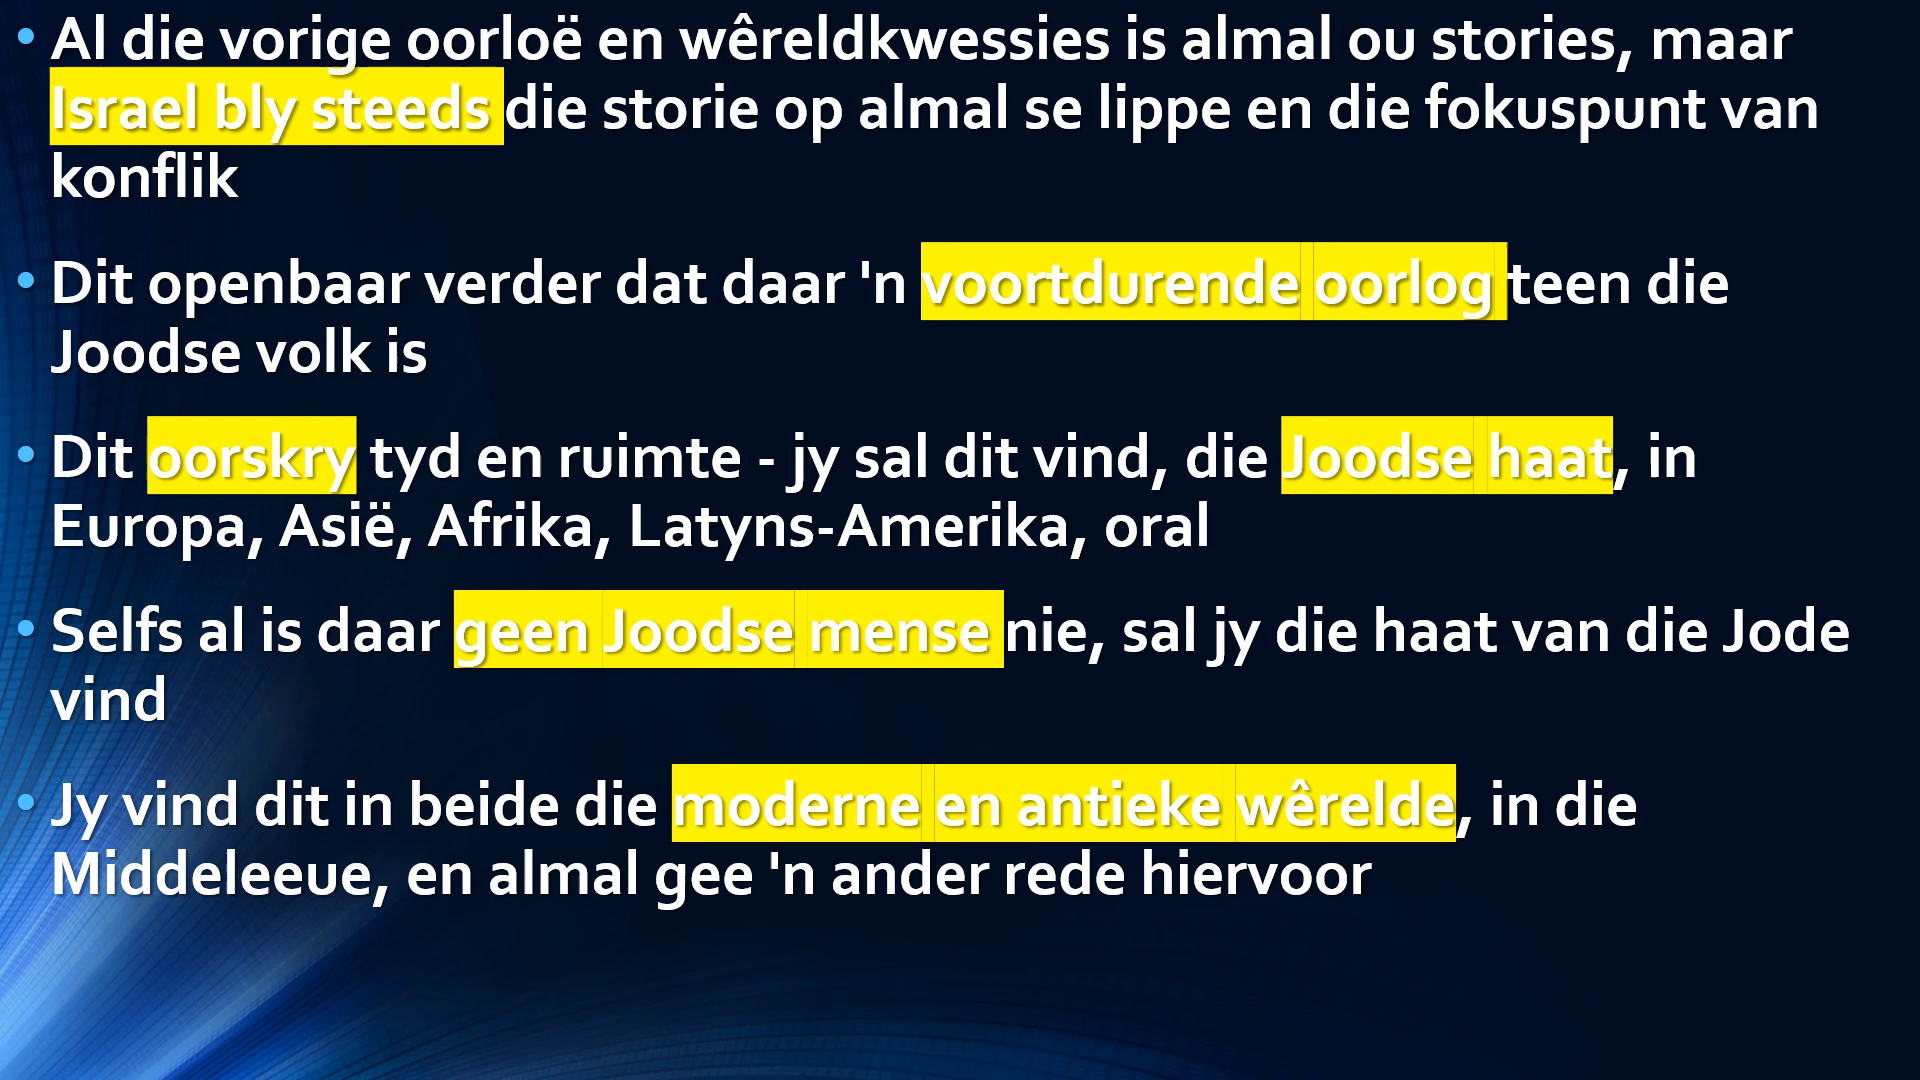 • Al die vorige oorloë en wêreldkwessies is almal ou stories, maar
Israel bly steeds die storie op almal se lippe en die fokuspunt van
konflik
• Dit openbaar verder dat daar 'n voortdurende oorlog teen die
Joodse volk is
• Dit oorskry tyd en ruimte - jy sal dit vind, die Joodse haat, in
Europa, Asië, Afrika, Latyns-Amerika, oral
• Selfs al is daar geen Joodse mense nie, sal jy die haat van die Jode
vind
• Jy vind dit in beide die moderne en antieke wêrelde, in die
Middeleeue, en almal gee 'n ander rede hiervoor